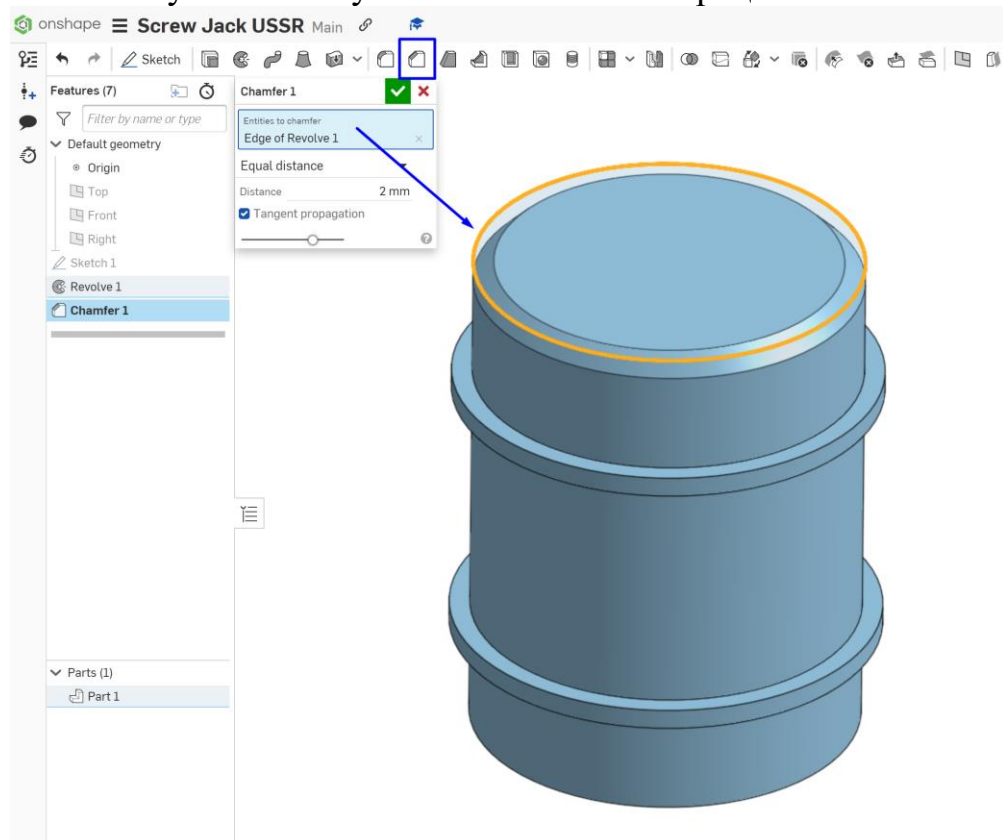 onshape Screw Jack USSR Main
Sketch
Features (7)
Filter by name or type
Default geometry
Origin
Top
Front
Right
Sketch 1
Revolve 1
Chamfer 1
Parts (1)
Part 1
Chamfer 1
Entities to chamfer
Edge of Revolve 1
Equal distance
Distance 2 mm
Tangent propagation